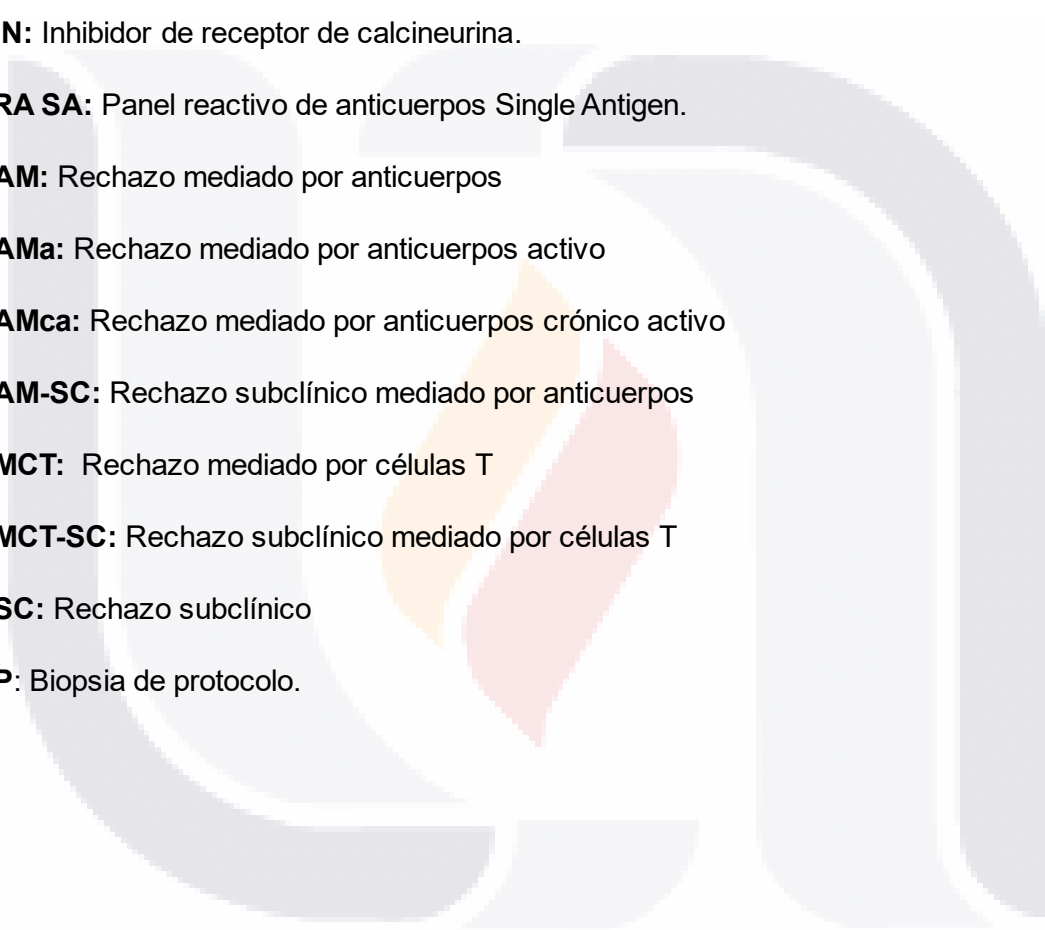 IN: Inhibidor de receptor de calcineurina.
RA SA: Panel reactivo de anticuerpos Single Antigen.
AM: Rechazo mediado por anticuerpos
AMa: Rechazo mediado por anticuerpos activo
AMca: Rechazo mediado por anticuerpos crónico activo
AM-SC: Rechazo subclínico mediado por anticuerpos
MCT: Rechazo mediado por células T
MCT-SC: Rechazo subclínico mediado por células T
SC: Rechazo subclínico
P: Biopsia de protocolo.